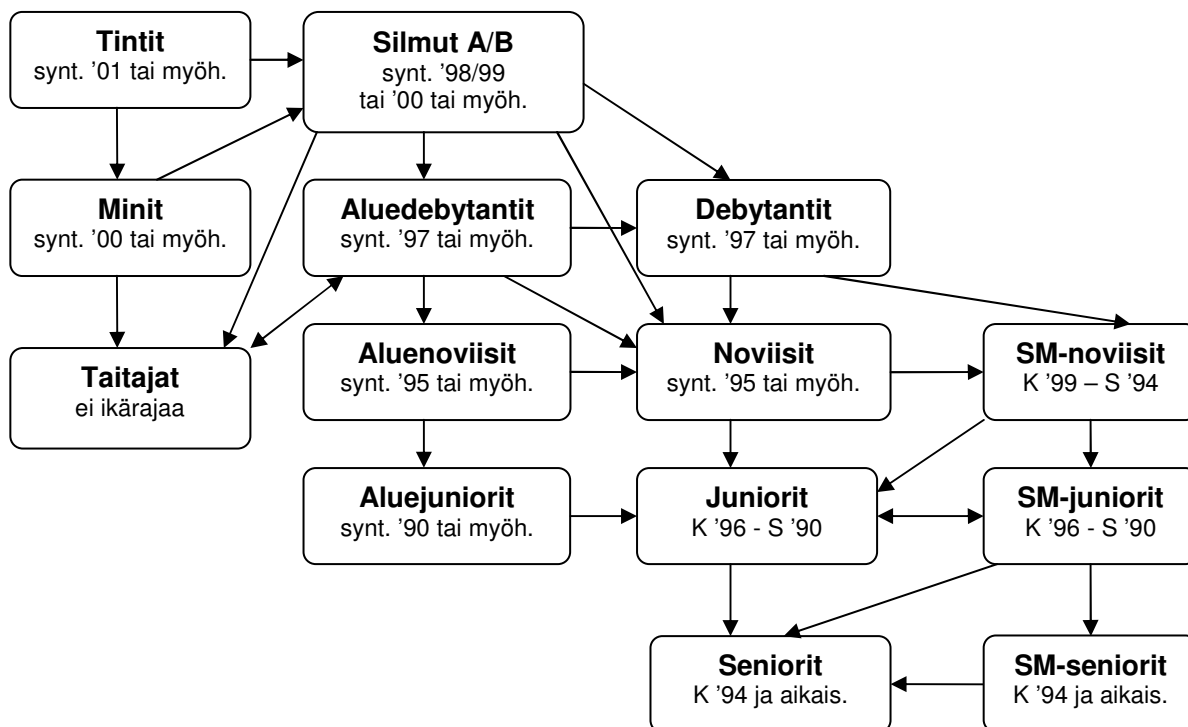 Tintit
synt. '01 tai myöh.
Silmut A/B
synt. '98/99
tai '00 tai myöh.
Minit
synt. '00 tai myöh.
Aluedebytantit
synt. '97 tai myöh.
Debytantit
synt. '97 tai myöh.
Taitajat
ei ikärajaa
Aluenoviisit
synt. '95 tai myöh.
Noviisit
synt. '95 tai myöh.
SM-noviisit
K '99 – S '94
Aluejuniorit
synt. '90 tai myöh.
Juniorit
K '96 - S '90
SM-juniorit
K '96 - S '90
Seniorit
K '94 ja aikais.
SM-seniorit
K '94 ja aikais.